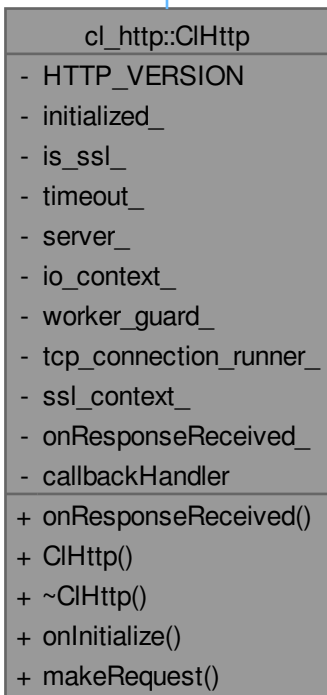 cl_http::ClHttp
- HTTP_VERSION
- initialized_
- is_ssl_
- timeout_
- server_
- io_context_
- worker_guard_
- tcp_connection_runner_
- ssl_context_
- onResponseReceived_
- callbackHandler
+ onResponseReceived()
+ ClHttp()
+ ~ClHttp()
+ onInitialize()
+ makeRequest()